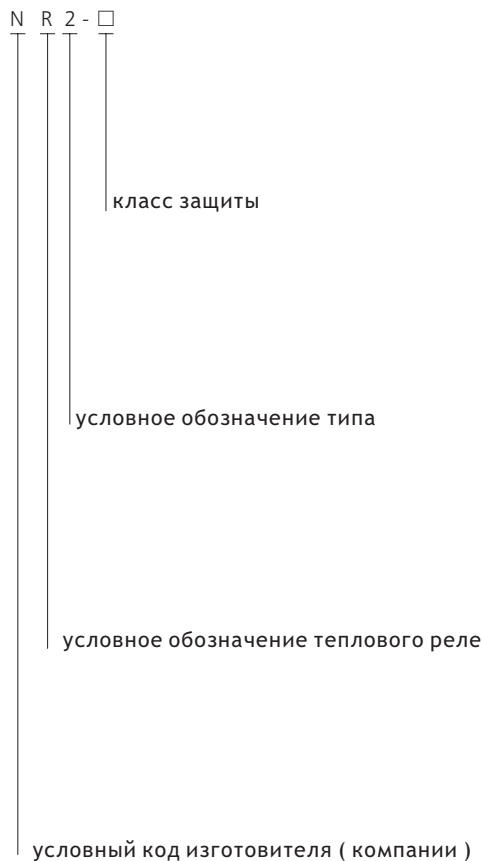 N R 2 - □
класс защиты
условное обозначение типа
условное обозначение теплового реле
условный код изготовителя ( компании )